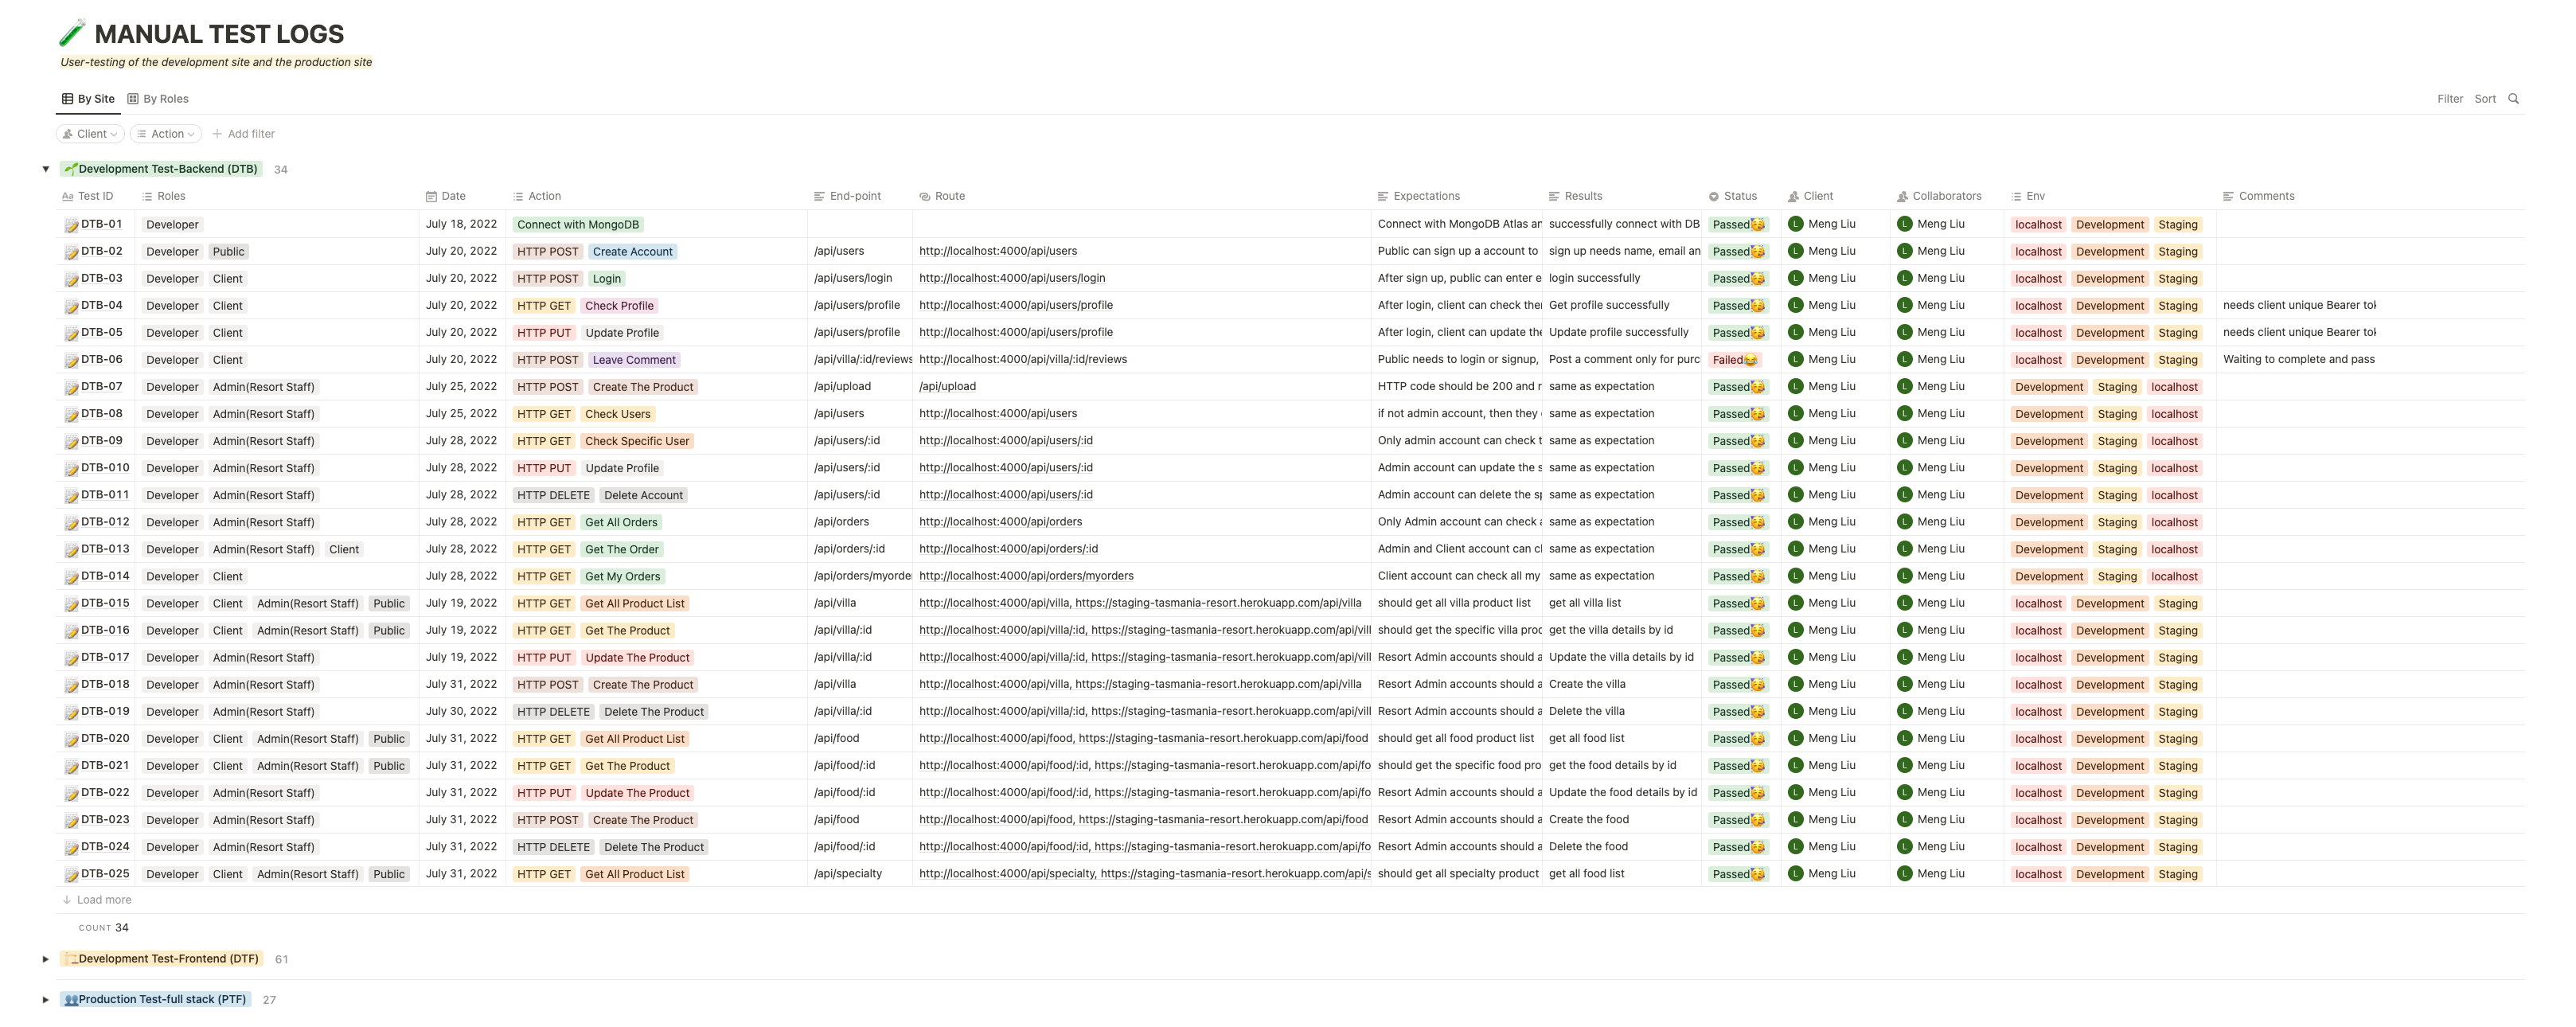 MANUAL TEST LOGS
User-testing of the development site and the production site
By Site By Roles Filter Sort
Client Action Add filter
Development Test-Backend (DTB) 34
Aa Test ID Roles Date Action End-point Route Expectations Results Status Client Collaborators Env Comments
DTB-01 Developer July 18, 2022 Connect with MongoDB Connect with MongoDB Atlas an successfully connect with DB Passed L Meng Liu L Meng Liu localhost Development Staging
DTB-02 Developer Public July 20, 2022 HTTP POST Create Account /api/users http://localhost:4000/api/users Public can sign up a account to sign up needs name, email an Passed L Meng Liu L Meng Liu localhost Development Staging
DTB-03 Developer Client July 20, 2022 HTTP POST Login /api/users/login http://localhost:4000/api/users/login After sign up, public can enter e login successfully Passed L Meng Liu L Meng Liu localhost Development Staging
DTB-04 Developer Client July 20, 2022 HTTP GET Check Profile /api/users/profile http://localhost:4000/api/users/profile After login, client can check the Get profile successfully Passed L Meng Liu L Meng Liu localhost Development Staging needs client unique Bearer to
DTB-05 Developer Client July 20, 2022 HTTP PUT Update Profile /api/users/profile http://localhost:4000/api/users/profile After login, client can update the Update profile successfully Passed L Meng Liu L Meng Liu localhost Development Staging needs client unique Bearer to
DTB-06 Developer Client July 20, 2022 HTTP POST Leave Comment /api/villa/:id/reviews http://localhost:4000/api/villa/:id/reviews Public needs to login or signup, Post a comment only for purc Failed L Meng Liu L Meng Liu localhost Development Staging Waiting to complete and pass
DTB-07 Developer Admin(Resort Staff) July 25, 2022 HTTP POST Create The Product /api/upload /api/upload HTTP code should be 200 and r same as expectation Passed L Meng Liu L Meng Liu Development Staging localhost
DTB-08 Developer Admin(Resort Staff) July 25, 2022 HTTP GET Check Users /api/users http://localhost:4000/api/users if not admin account, then they same as expectation Passed L Meng Liu L Meng Liu Development Staging localhost
DTB-09 Developer Admin(Resort Staff) July 28, 2022 HTTP GET Check Specific User /api/users/:id http://localhost:4000/api/users/:id Only admin account can check t same as expectation Passed L Meng Liu L Meng Liu Development Staging localhost
DTB-010 Developer Admin(Resort Staff) July 28, 2022 HTTP PUT Update Profile /api/users/:id http://localhost:4000/api/users/:id Admin account can update the s same as expectation Passed L Meng Liu L Meng Liu Development Staging localhost
DTB-011 Developer Admin(Resort Staff) July 28, 2022 HTTP DELETE Delete Account /api/users/:id http://localhost:4000/api/users/:id Admin account can delete the sp same as expectation Passed L Meng Liu L Meng Liu Development Staging localhost
DTB-012 Developer Admin(Resort Staff) July 28, 2022 HTTP GET Get All Orders /api/orders http://localhost:4000/api/orders Only Admin account can check a same as expectation Passed L Meng Liu L Meng Liu Development Staging localhost
DTB-013 Developer Admin(Resort Staff) Client July 28, 2022 HTTP GET Get The Order /api/orders/:id http://localhost:4000/api/orders/:id Admin and Client account can cl same as expectation Passed L Meng Liu L Meng Liu Development Staging localhost
DTB-014 Developer Client July 28, 2022 HTTP GET Get My Orders /api/orders/myorde http://localhost:4000/api/orders/myorders Client account can check all my same as expectation Passed L Meng Liu L Meng Liu Development Staging localhost
DTB-015 Developer Client Admin(Resort Staff) Public July 19, 2022 HTTP GET Get All Product List /api/villa http://localhost:4000/api/villa, https://staging-tasmania-resort.herokuapp.com/api/villa should get all villa product list get all villa list Passed L Meng Liu L Meng Liu localhost Development Staging
DTB-016 Developer Client Admin(Resort Staff) Public July 19, 2022 HTTP GET Get The Product /api/villa/:id http://localhost:4000/api/villa/:id, https://staging-tasmania-resort.herokuapp.com/api/vill should get the specific villa proc get the villa details by id Passed L Meng Liu L Meng Liu localhost Development Staging
DTB-017 Developer Admin(Resort Staff) July 19, 2022 HTTP PUT Update The Product /api/villa/:id http://localhost:4000/api/villa/:id, https://staging-tasmania-resort.herokuapp.com/api/vill Resort Admin accounts should a Update the villa details by id Passed L Meng Liu L Meng Liu localhost Development Staging
DTB-018 Developer Admin(Resort Staff) July 31, 2022 HTTP POST Create The Product /api/villa http://localhost:4000/api/villa, https://staging-tasmania-resort.herokuapp.com/api/villa Resort Admin accounts should a Create the villa Passed L Meng Liu L Meng Liu localhost Development Staging
DTB-019 Developer Admin(Resort Staff) July 30, 2022 HTTP DELETE Delete The Product /api/villa/:id http://localhost:4000/api/villa/:id, https://staging-tasmania-resort.herokuapp.com/api/vill Resort Admin accounts should a Delete the villa Passed L Meng Liu L Meng Liu localhost Development Staging
DTB-020 Developer Client Admin(Resort Staff) Public July 31, 2022 HTTP GET Get All Product List /api/food http://localhost:4000/api/food, https://staging-tasmania-resort.herokuapp.com/api/food should get all food product list get all food list Passed L Meng Liu L Meng Liu localhost Development Staging
DTB-021 Developer Client Admin(Resort Staff) Public July 31, 2022 HTTP GET Get The Product /api/food/:id http://localhost:4000/api/food/:id, https://staging-tasmania-resort.herokuapp.com/api/fo should get the specific food pro get the food details by id Passed L Meng Liu L Meng Liu localhost Development Staging
DTB-022 Developer Admin(Resort Staff) July 31, 2022 HTTP PUT Update The Product /api/food/:id http://localhost:4000/api/food/:id, https://staging-tasmania-resort.herokuapp.com/api/fo Resort Admin accounts should a Update the food details by id Passed L Meng Liu L Meng Liu localhost Development Staging
DTB-023 Developer Admin(Resort Staff) July 31, 2022 HTTP POST Create The Product /api/food http://localhost:4000/api/food, https://staging-tasmania-resort.herokuapp.com/api/food Resort Admin accounts should a Create the food Passed L Meng Liu L Meng Liu localhost Development Staging
DTB-024 Developer Admin(Resort Staff) July 31, 2022 HTTP DELETE Delete The Product /api/food/:id http://localhost:4000/api/food/:id, https://staging-tasmania-resort.herokuapp.com/api/fo Resort Admin accounts should a Delete the food Passed L Meng Liu L Meng Liu localhost Development Staging
DTB-025 Developer Client Admin(Resort Staff) Public July 31, 2022 HTTP GET Get All Product List /api/specialty http://localhost:4000/api/specialty, https://staging-tasmania-resort.herokuapp.com/api/s should get all specialty product get all food list Passed L Meng Liu L Meng Liu localhost Development Staging
Load more
COUNT 34
Development Test-Frontend (DTF) 61
Production Test-full stack (PTF) 27